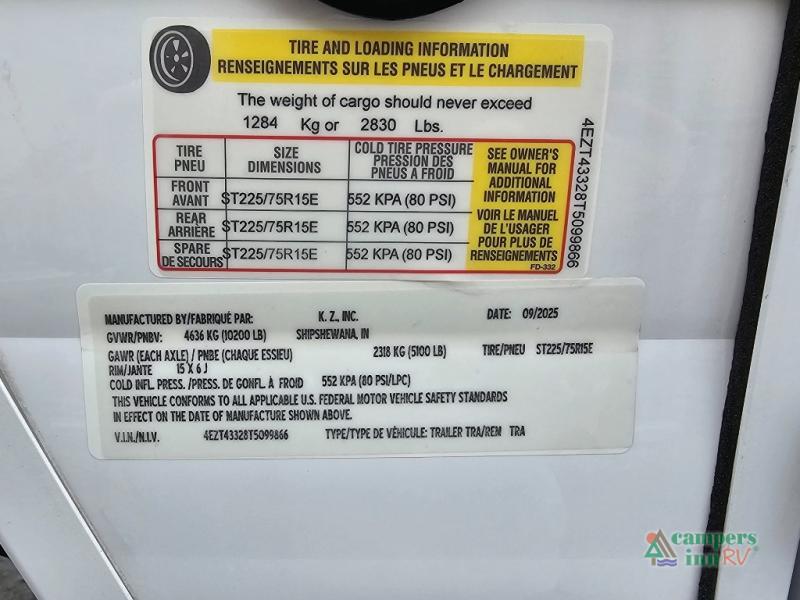 TIRE AND LOADING INFORMATION
RENSEIGNEMENTS SUR LES PNEUS ET LE CHARGEMENT
The weight of cargo should never exceed
1284 Kg or 2830 Lbs.
TIRE PNEU
SIZE DIMENSIONS
COLD TIRE PRESSURE
PRESSION DES
PNEUS A FROID
FRONT AVANT ST225/75R15E 552 KPA (80 PSI)
REAR ARRIÈRE ST225/75R15E 552 KPA (80 PSI)
SPARE DE SECOURS ST225/75R15E 552 KPA (80 PSI)
SEE OWNER'S
MANUAL FOR
ADDITIONAL
INFORMATION
VOIR LE MANUEL
DE L'USAGER
POUR PLUS DE
RENSEIGNEMENTS
FD-332
4EZT43328T5099866
MANUFACTURED BY/FABRIQUÉ PAR: K. Z., INC. DATE: 09/2025
GVWR/PNBV: 4636 KG (10200 LB) SHIPSHEWANA, IN
GAWR (EACH AXLE) / PNBE (CHAQUE ESSIEU) 2318 KG (5100 LB) TIRE/PNEU ST225/75R15E
RIM/JANTE 15 X 6 J
COLD INFL. PRESS. /PRESS. DE GONFL. À FROID 552 KPA (80 PSI/LPC)
THIS VEHICLE CONFORMS TO ALL APPLICABLE U.S. FEDERAL MOTOR VEHICLE SAFETY STANDARDS
IN EFFECT ON THE DATE OF MANUFACTURE SHOWN ABOVE.
V.I.N./N.I.V. 4EZT43328T5099866 TYPE/TYPE DE VÉHICULE: TRAILER TRA/REM TRA
campers
inn RV®